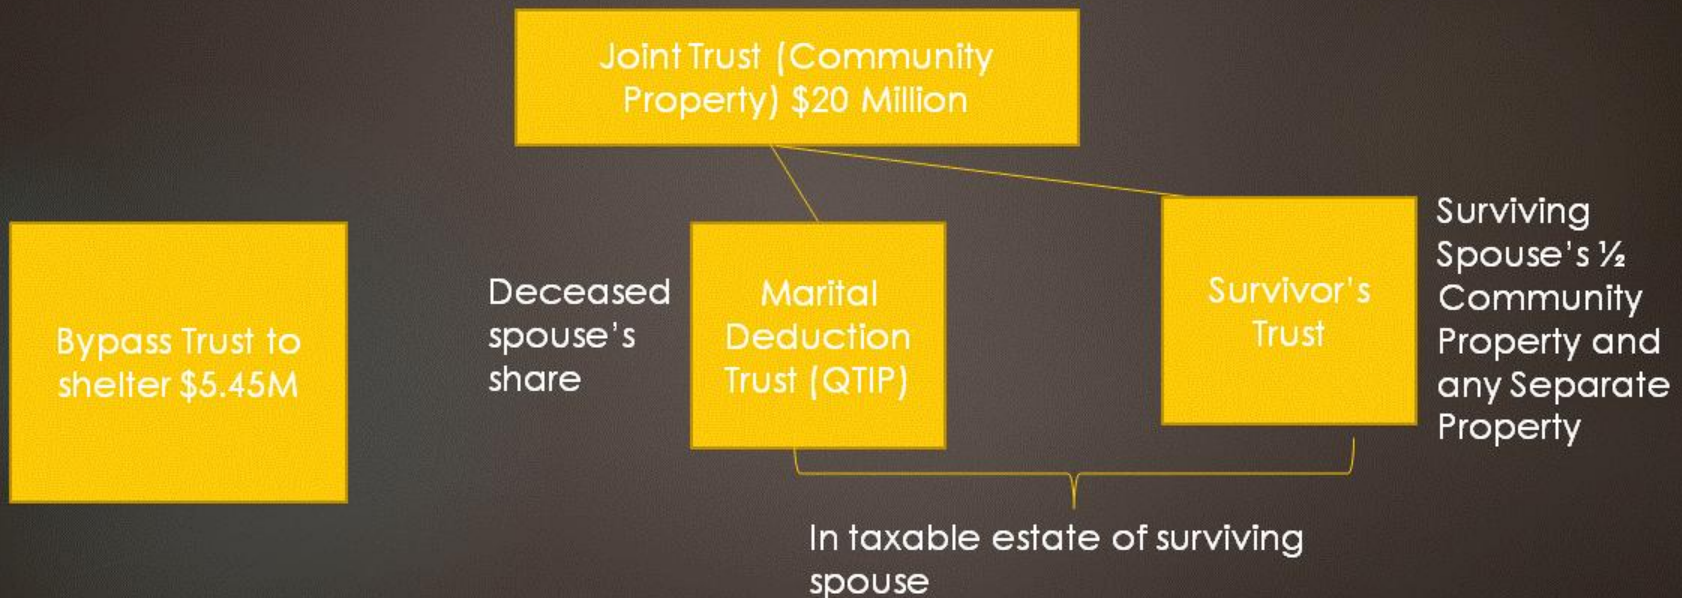 Joint Trust (Community
Property) $20 Million
Bypass Trust to
shelter $5.45M
Deceased
spouse's
share
Marital
Deduction
Trust (QTIP)
Survivor's
Trust
Surviving
Spouse's ½
Community
Property and
any Separate
Property
In taxable estate of surviving
spouse